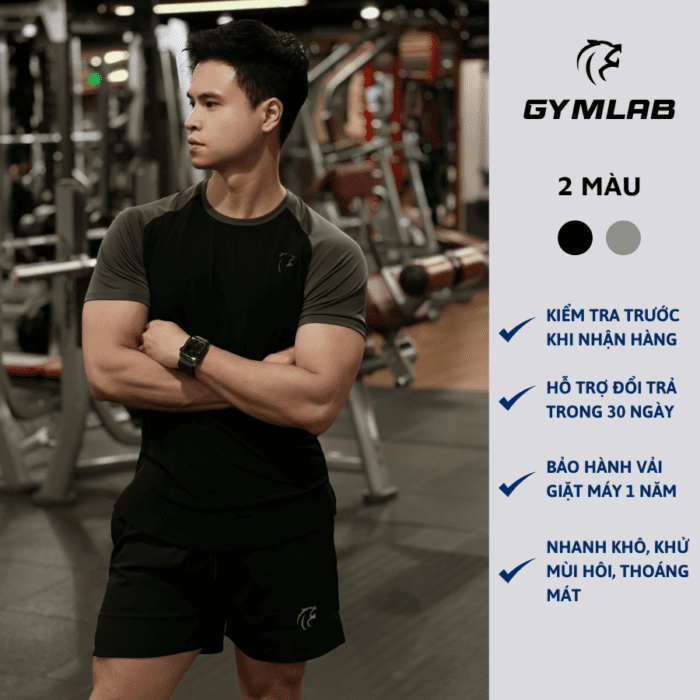 GYMLAB
2 MÀU
KIỂM TRA TRƯỚC
KHI NHẬN HÀNG
HỖ TRỢ ĐỔI TRẢ
TRONG 30 NGÀY
BẢO HÀNH VẢI
GIẶT MÁY 1 NĂM
NHANH KHÔ, KHỬ
MÙI HÔI, THOÁNG
MÁT